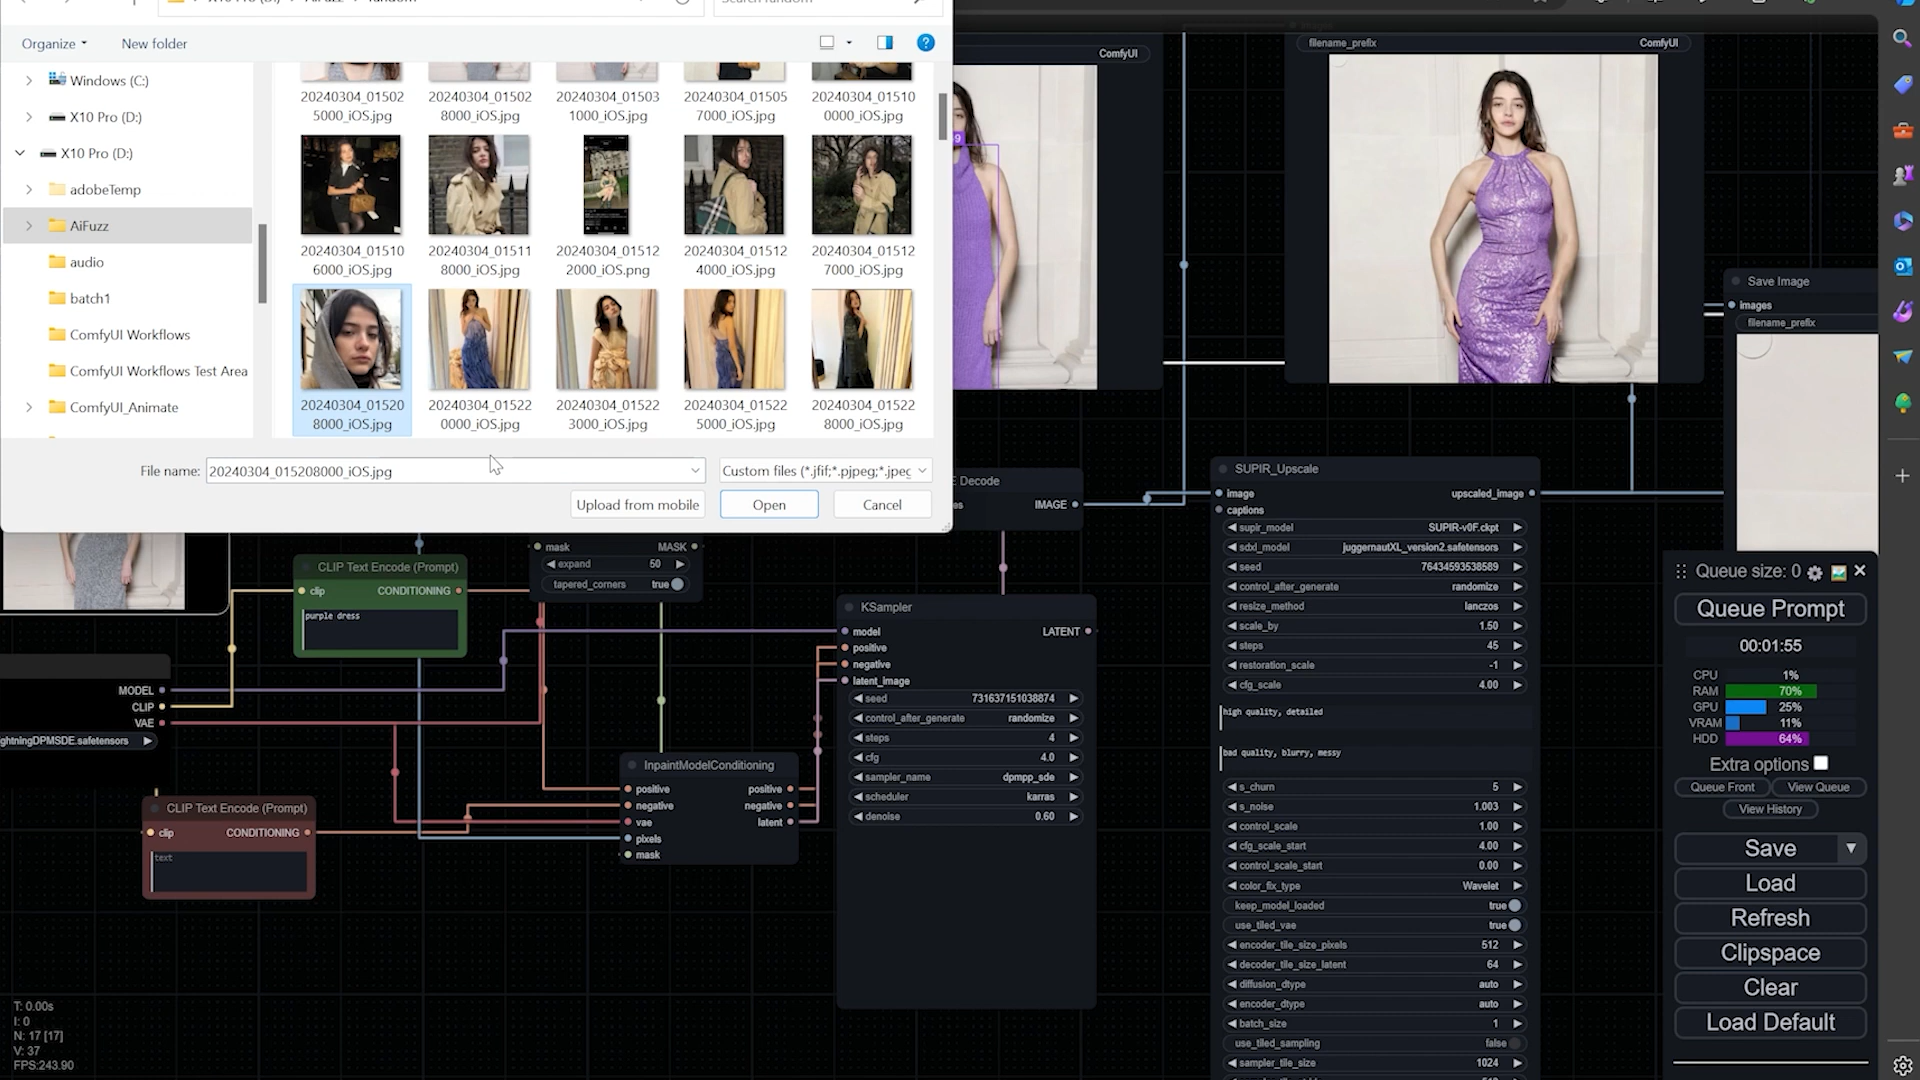 Organize
New folder
Windows (C:)
X10 Pro (D:)
X10 Pro (D:)
adobeTemp
AiFuzz
audio
batch1
ComfyUI Workflows
ComfyUI Workflows Test Area
ComfyUI_Animate
20240304_01502
5000_iOS.jpg
20240304_01502
8000_iOS.jpg
20240304_01503
1000_iOS.jpg
20240304_01505
7000_iOS.jpg
20240304_01510
0000_iOS.jpg
20240304_01510
6000_iOS.jpg
20240304_01511
8000_iOS.jpg
20240304_01512
2000_iOS.png
20240304_01512
4000_iOS.jpg
20240304_01512
7000_iOS.jpg
20240304_01520
8000_iOS.jpg
20240304_01522
0000_iOS.jpg
20240304_01522
3000_iOS.jpg
20240304_01522
5000_iOS.jpg
20240304_01522
8000_iOS.jpg
File name: 20240304_015208000_iOS.jpg
Custom files (*.jfif;*.pjpeg;*.jpeg
Upload from mobile
Open
Cancel
ComfyUI
filename_prefix ComfyUI
Save Image
images
filename_prefix
Decode
IMAGE
mask MASK
expand 50
tapered_corners true
CLIP Text Encode (Prompt)
clip CONDITIONING
purple dress
MODEL
CLIP
VAE
ghtningDPMSDE.safetensors
CLIP Text Encode (Prompt)
clip CONDITIONING
text
InpaintModelConditioning
positive positive
negative negative
vae latent
pixels
mask
KSampler
model LATENT
positive
negative
latent_image
seed 731637151038874
control_after_generate randomize
steps 4
cfg 4.0
sampler_name dpmpp_sde
scheduler karras
denoise 0.60
SUPIR_Upscale
image upscaled_image
captions
supir_model SUPIR-v0F.ckpt
sdxl_model juggernautXL_version2.safetensors
seed 76434593538589
control_after_generate randomize
resize_method lanczos
scale_by 1.50
steps 45
restoration_scale -1
cfg_scale 4.00
high quality, detailed
bad quality, blurry, messy
s_churn 5
s_noise 1.003
control_scale 1.00
cfg_scale_start 4.00
control_scale_start 0.00
color_fix_type Wavelet
keep_model_loaded true
use_tiled_vae true
encoder_tile_size_pixels 512
decoder_tile_size_latent 64
diffusion_dtype auto
encoder_dtype auto
batch_size 1
use_tiled_sampling false
sampler_tile_size 1024
Queue size: 0
Queue Prompt
00:01:55
CPU 1%
RAM 70%
GPU 25%
VRAM 11%
HDD 64%
Extra options
Queue Front View Queue
View History
Save
Load
Refresh
Clipspace
Clear
Load Default
T: 0.00s
I: 0
N: 17 [17]
V: 37
FPS:243.90